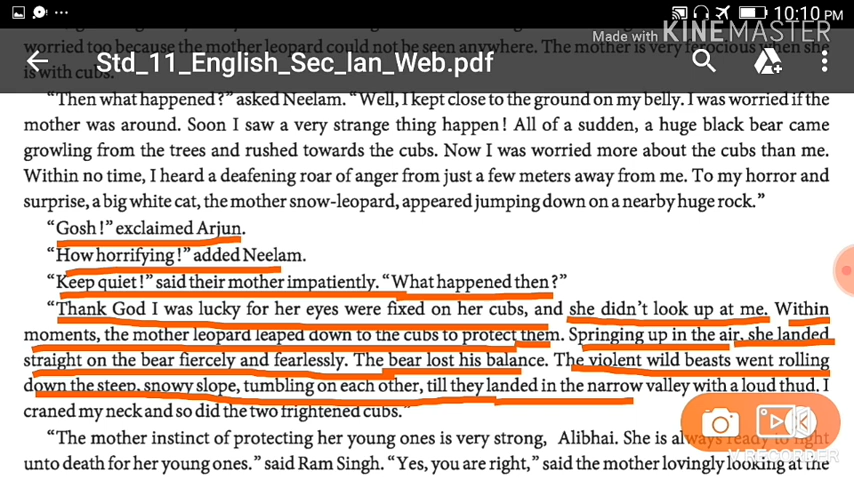 10:10 PM
Made with KINEMASTER
worried too because the mother leopard could not be seen anywhere. The mother is very ferocious when she
is with cubs.
Std_11_English_Sec_lan_Web.pdf
“Then what happened?” asked Neelam. “Well, I kept close to the ground on my belly. I was worried if the
mother was around. Soon I saw a very strange thing happen! All of a sudden, a huge black bear came
growling from the trees and rushed towards the cubs. Now I was worried more about the cubs than me.
Within no time, I heard a deafening roar of anger from just a few meters away from me. To my horror and
surprise, a big white cat, the mother snow-leopard, appeared jumping down on a nearby huge rock.”
“Gosh!” exclaimed Arjun.
“How horrifying!” added Neelam.
“Keep quiet!” said their mother impatiently. “What happened then?”
“Thank God I was lucky for her eyes were fixed on her cubs, and she didn’t look up at me. Within
moments, the mother leopard leaped down to the cubs to protect them. Springing up in the air, she landed
straight on the bear fiercely and fearlessly. The bear lost his balance. The violent wild beasts went rolling
down the steep, snowy slope, tumbling on each other, till they landed in the narrow valley with a loud thud. I
craned my neck and so did the two frightened cubs.”
“The mother instinct of protecting her young ones is very strong, Alibhai. She is always ready to fight
unto death for her young ones.” said Ram Singh. “Yes, you are right,” said the mother lovingly looking at the
RECORDER